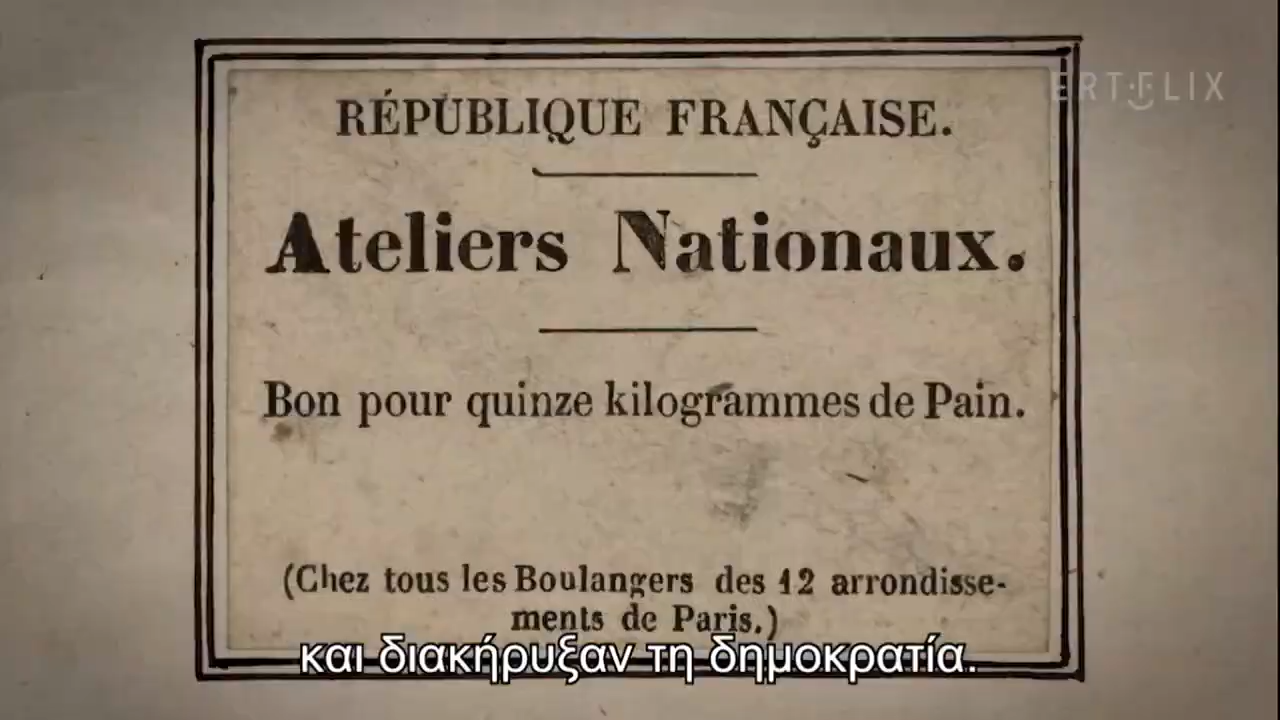 ERTFLIX
RÉPUBLIQUE FRANÇAISE.
Ateliers Nationaux.
Bon pour quinze kilogrammes de Pain.
(Chez tous les Boulangers des 12 arrondisse-
ments de Paris.)
και διακήρυξαν τη δημοκρατία.